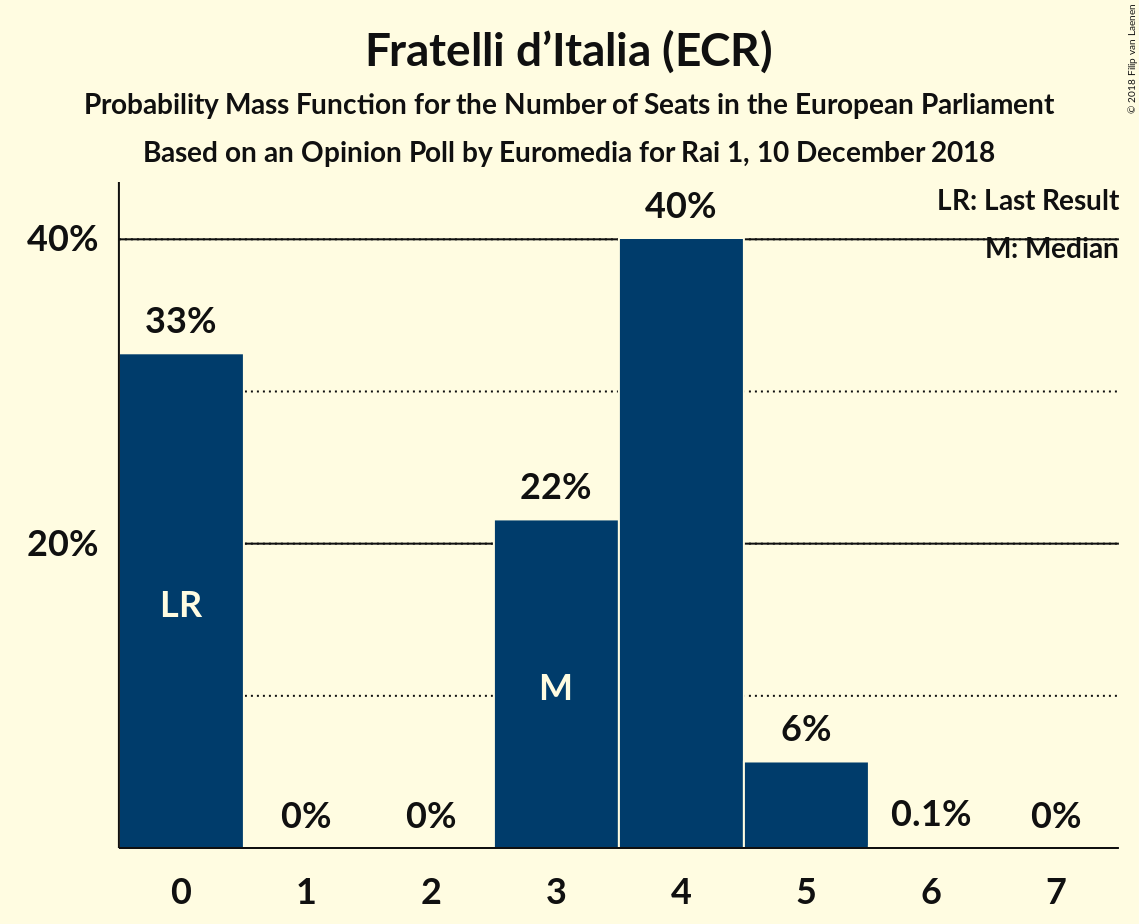 Fratelli d’Italia (ECR)
Probability Mass Function for the Number of Seats in the European Parliament
Based on an Opinion Poll by Euromedia for Rai 1, 10 December 2018
© 2018 Filip van Laenen
LR: Last Result
M: Median
40%
20%
33%
0%
0%
22%
40%
6%
0.1%
0%
LR
M
0 1 2 3 4 5 6 7